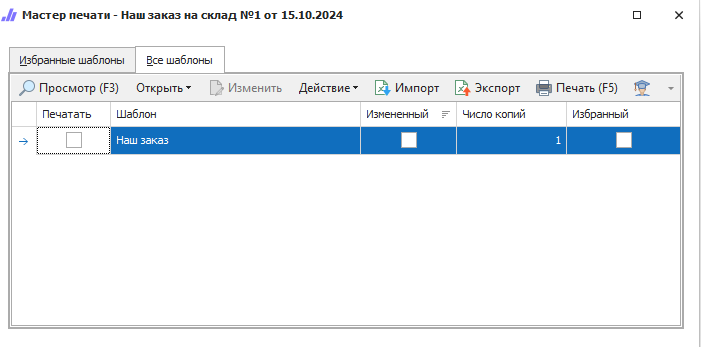 Мастер печати - Наш заказ на склад №1 от 15.10.2024
Избранные шаблоны Все шаблоны
Просмотр (F3) Открыть Изменить Действие Импорт Экспорт Печать (F5)
Печатать Шаблон Измененный Число копий Избранный
Наш заказ 1